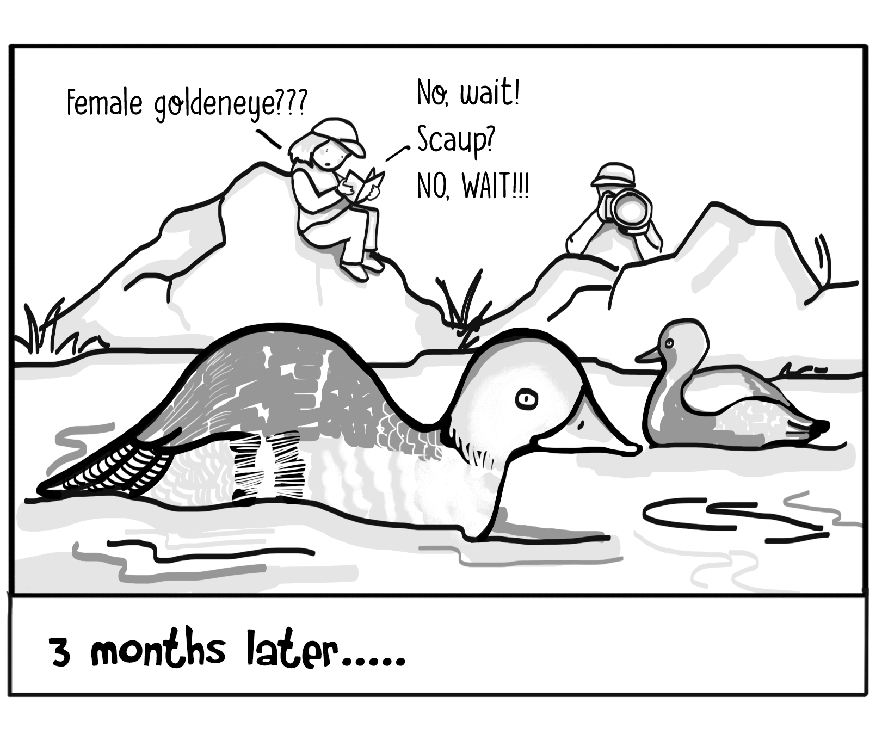 Female goldeneye???
No, wait!
Scaup?
NO, WAIT!!!
3 months later.....